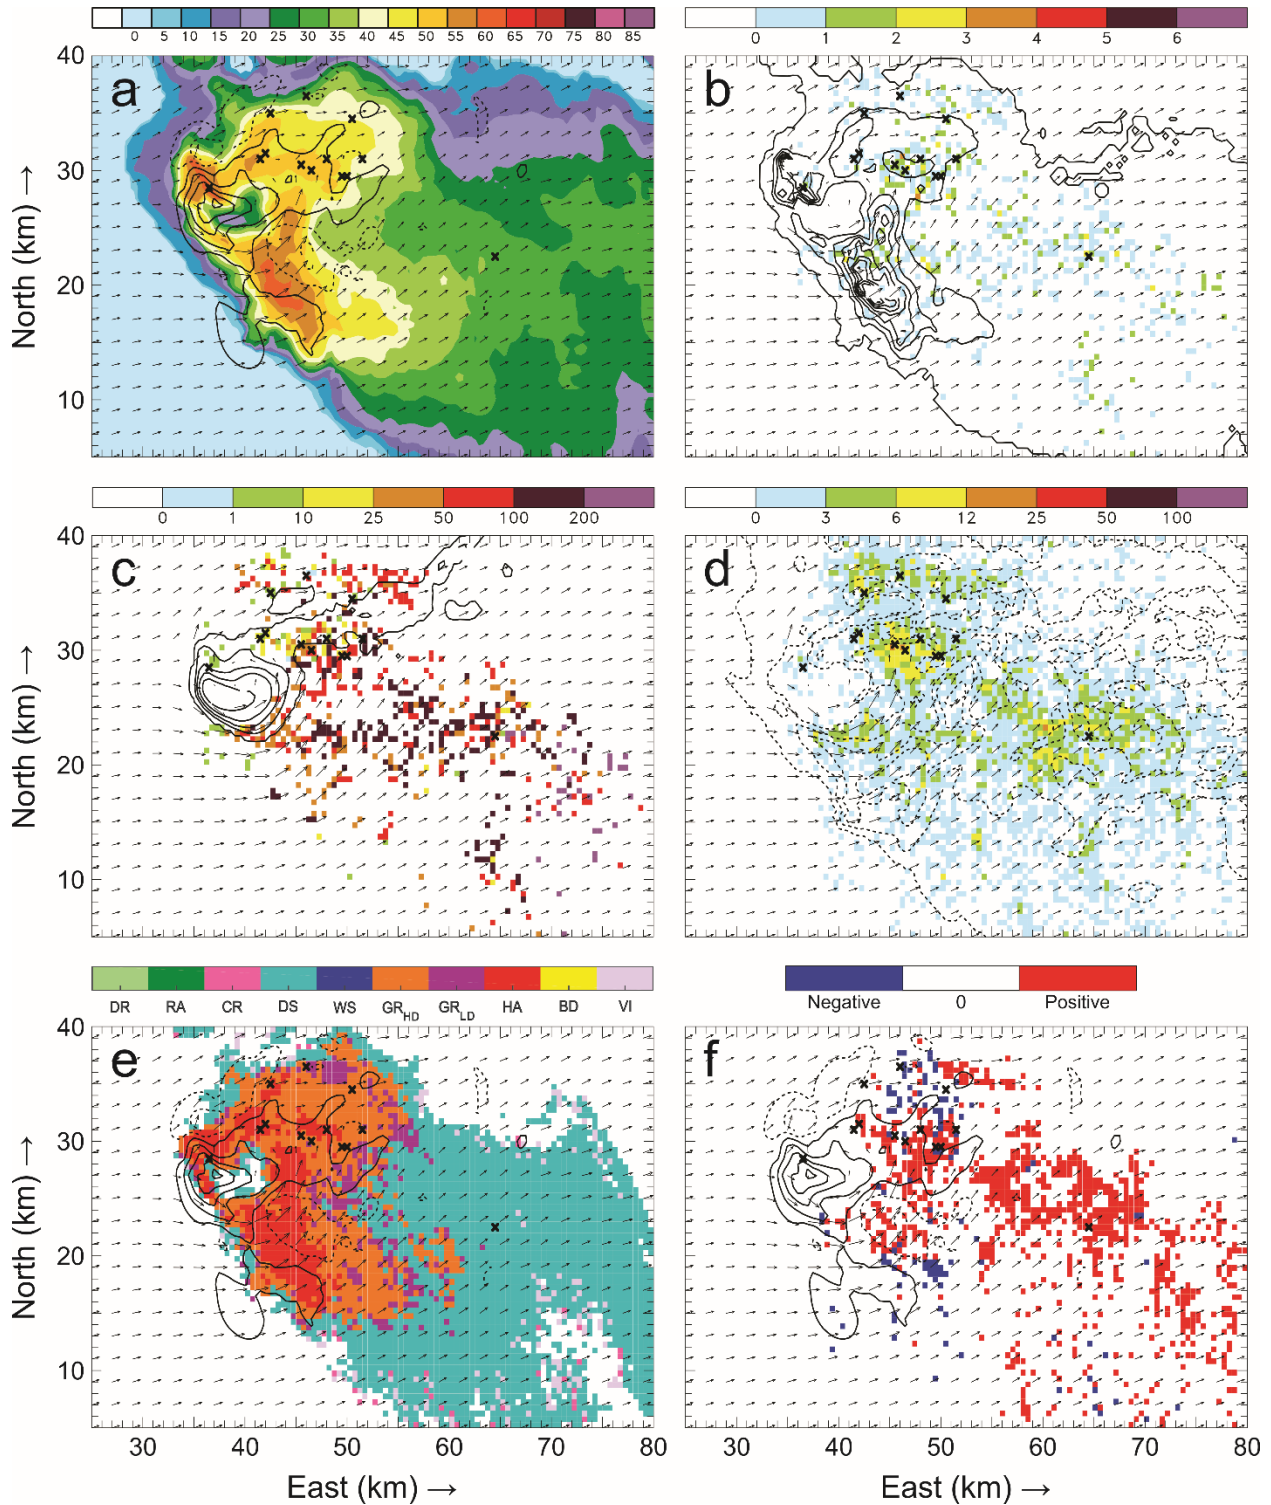 0 5 10 15 20 25 30 35 40 45 50 55 60 65 70 75 80 85
0 1 2 3 4 5 6
a
b
40
30
20
10
North (km) →
0 1 10 25 50 100 200
0 3 6 12 25 50 100
c
d
40
30
20
10
North (km) →
DR RA CR DS WS GR_HD GR_LD HA BD VI
Negative 0 Positive
e
f
40
30
20
10
North (km) →
30 40 50 60 70 80
30 40 50 60 70 80
East (km) →
East (km) →